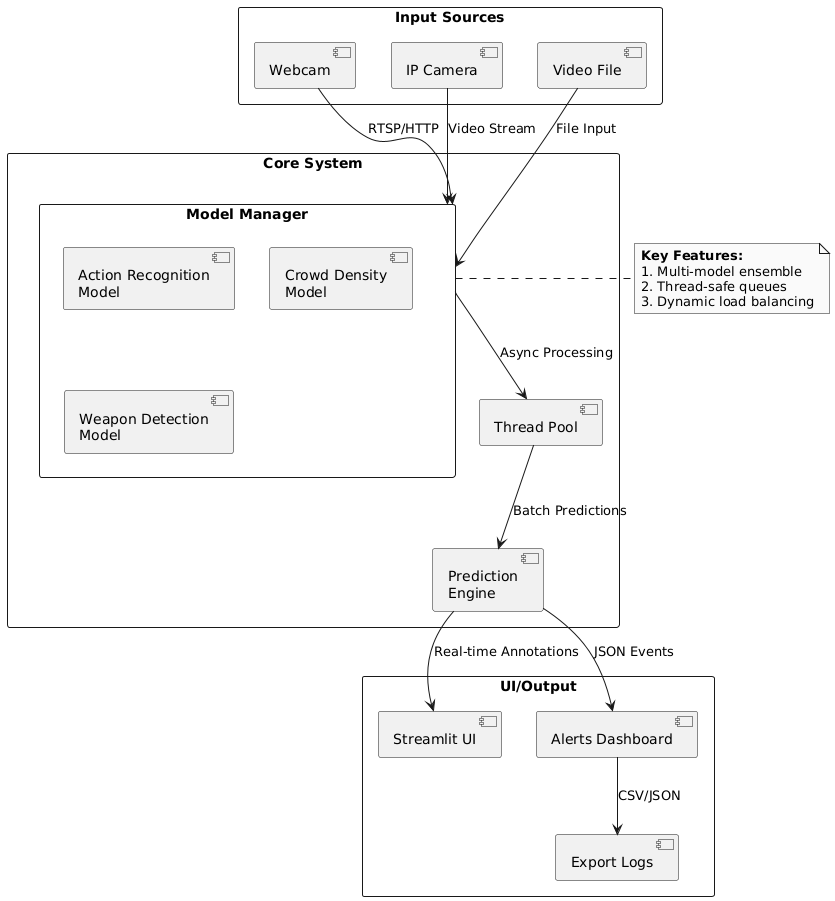 Input Sources
Webcam
IP Camera
Video File
RTSP/HTTP
Video Stream
File Input
Core System
Model Manager
Action Recognition
Model
Crowd Density
Model
Key Features:
1. Multi-model ensemble
2. Thread-safe queues
3. Dynamic load balancing
Async Processing
Weapon Detection
Model
Thread Pool
Batch Predictions
Prediction
Engine
Real-time Annotations
JSON Events
UI/Output
Streamlit UI
Alerts Dashboard
CSV/JSON
Export Logs